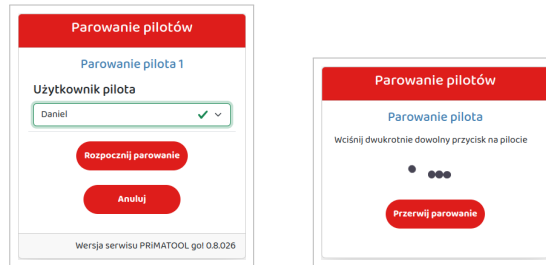 Parowanie pilotów
Parowanie pilota 1
Użytkownik pilota
Daniel
Rozpocznij parowanie
Anuluj
Wersja serwisu PRiMATOOL go! 0.8.026
Parowanie pilotów
Parowanie pilota
Wciśnij dwukrotnie dowolny przycisk na pilocie
Przerwij parowanie